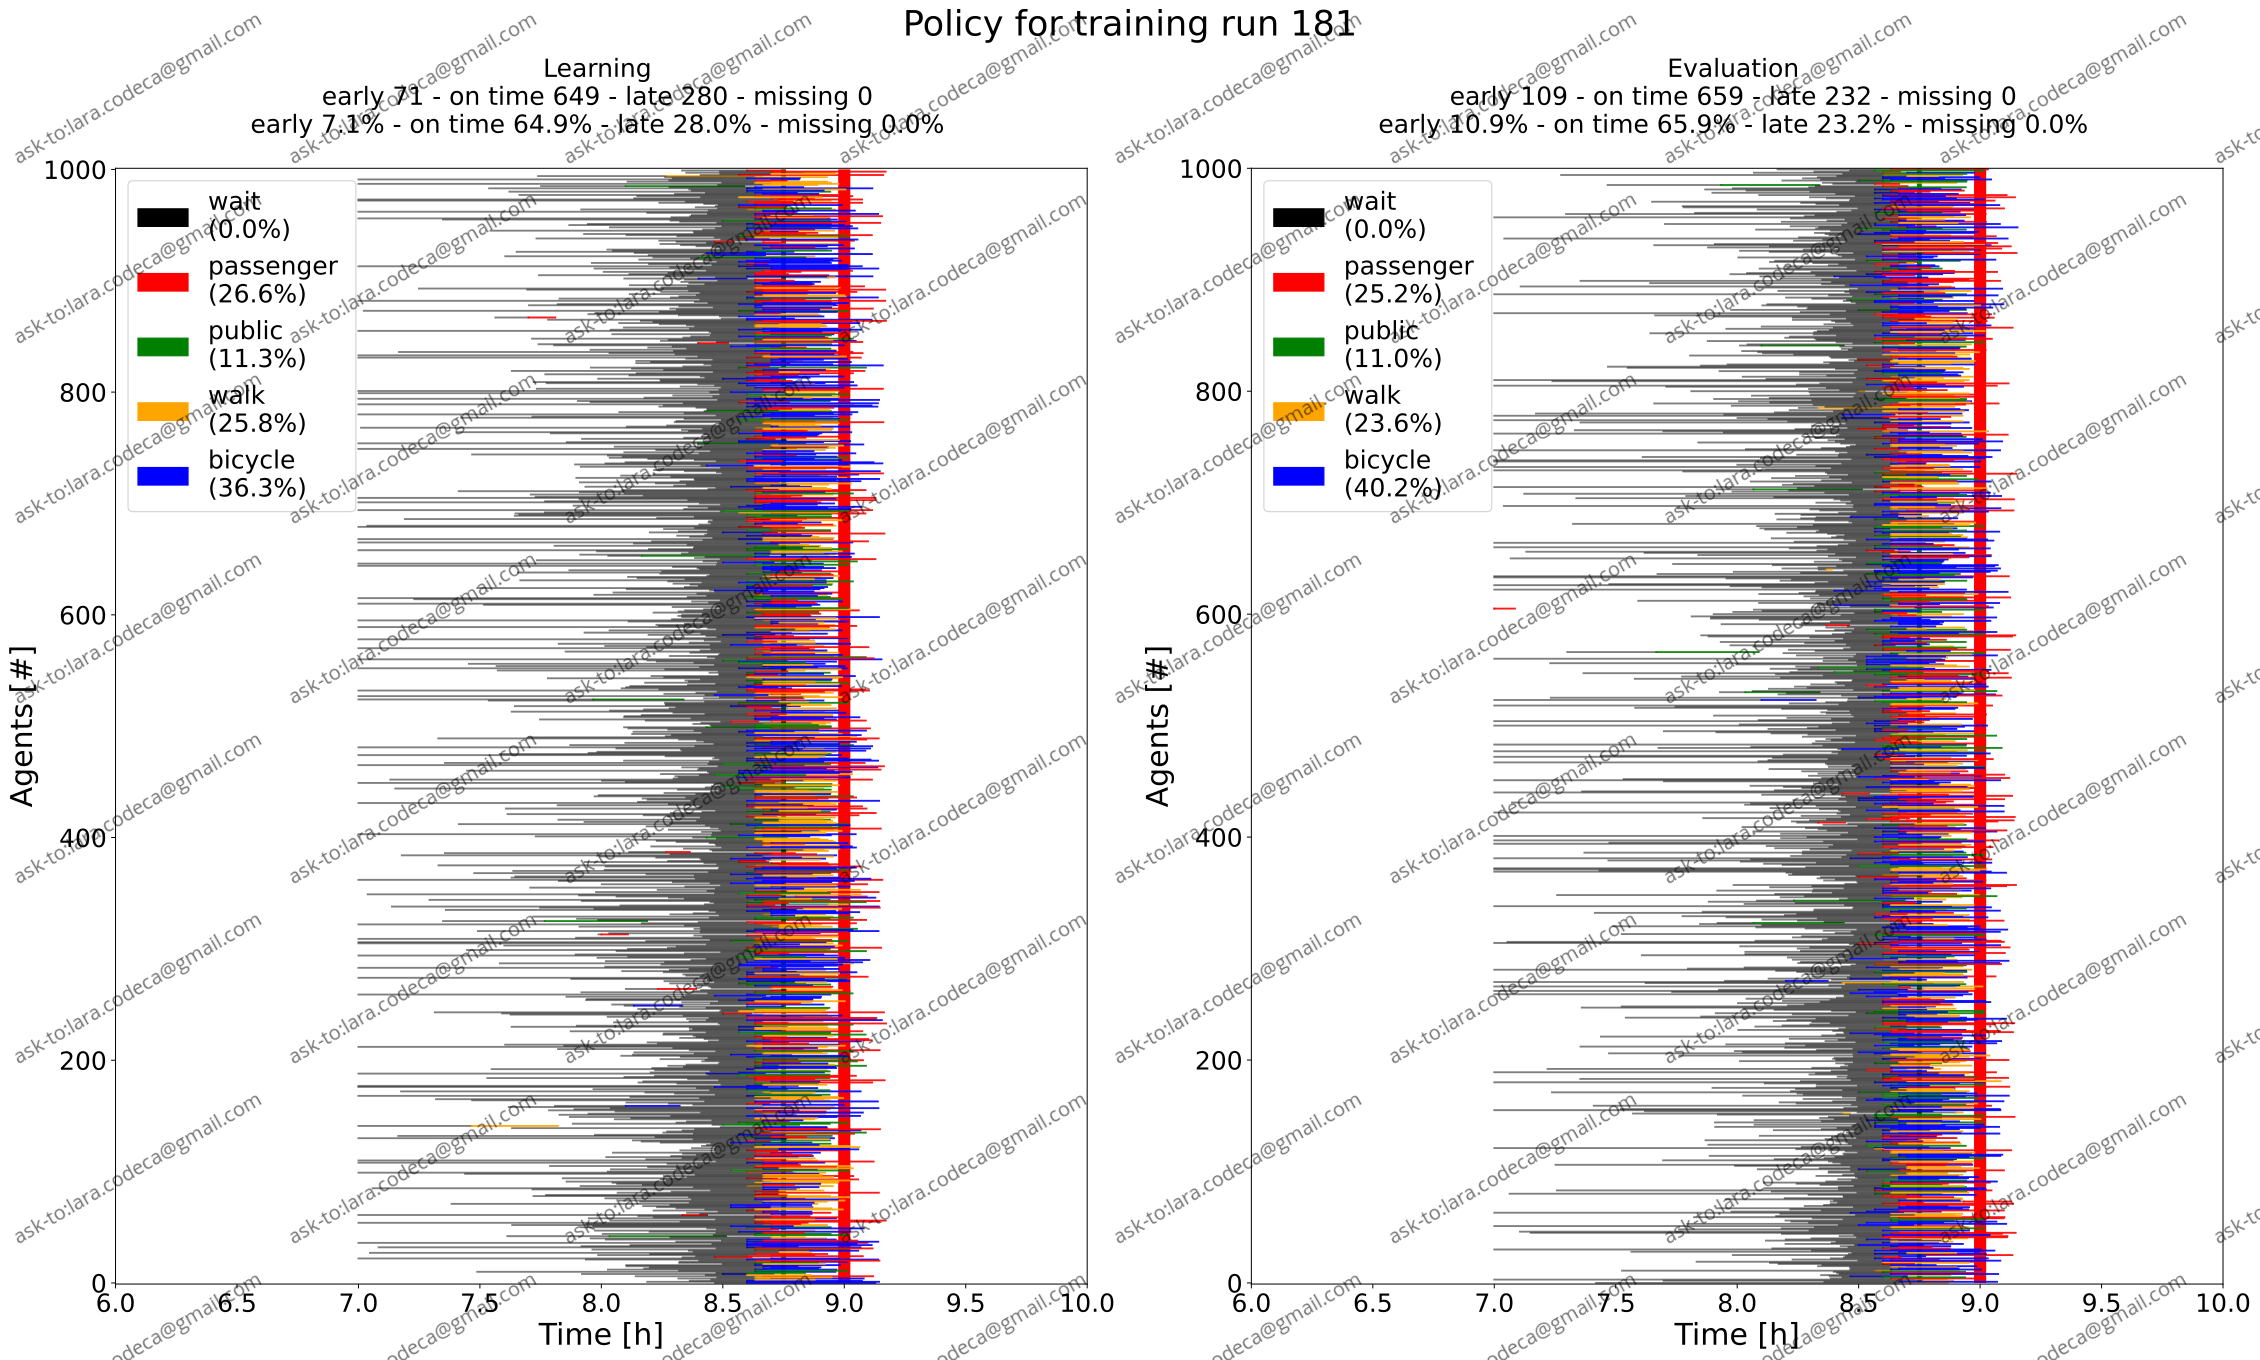 Policy for training run 181
Learning
early 71 - on time 649 - late 280 - missing 0
early 7.1% - on time 64.9% - late 28.0% - missing 0.0%
1000
800
600
400
200
0
Agents [#]
wait
(0.0%)
passenger
(26.6%)
public
(11.3%)
walk
(25.8%)
bicycle
(36.3%)
6.0 6.5 7.0 7.5 8.0 8.5 9.0 9.5 10.0
Time [h]
Evaluation
early 109 - on time 659 - late 232 - missing 0
early 10.9% - on time 65.9% - late 23.2% - missing 0.0%
1000
800
600
400
200
0
Agents [#]
wait
(0.0%)
passenger
(25.2%)
public
(11.0%)
walk
(23.6%)
bicycle
(40.2%)
6.0 6.5 7.0 7.5 8.0 8.5 9.0 9.5 10.0
Time [h]
ask-to:lara.codeca@gmail.com